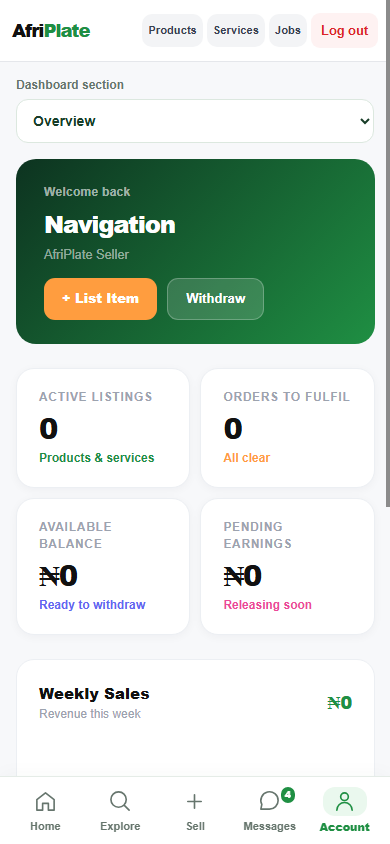 AfriPlate
Products
Services
Jobs
Log out
Dashboard section
Overview
Welcome back
Navigation
AfriPlate Seller
+ List Item
Withdraw
ACTIVE LISTINGS
0
Products & services
ORDERS TO FULFIL
0
All clear
AVAILABLE
BALANCE
₦0
Ready to withdraw
PENDING
EARNINGS
₦0
Releasing soon
Weekly Sales
Revenue this week
₦0
Home
Explore
Sell
4
Messages
Account